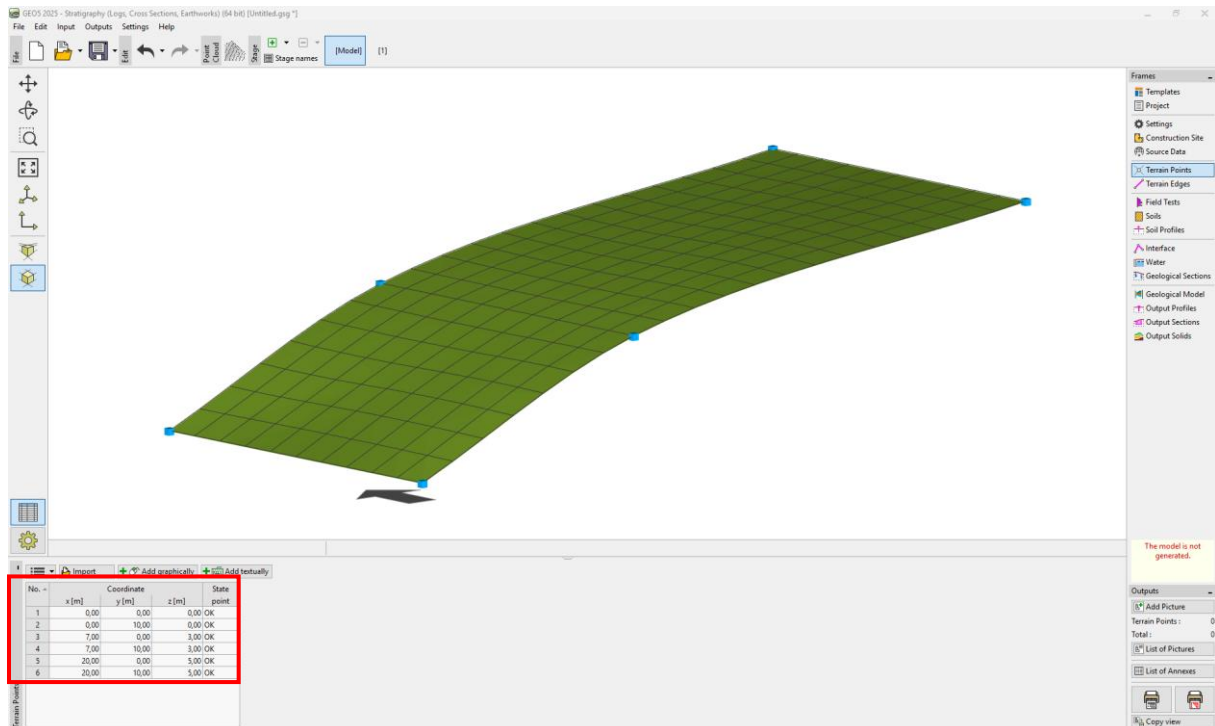 GEO5 2025 - Stratigraphy (Logs, Cross Sections, Earthworks) (64 bit) [Untitled.gsg *]
File Edit Input Outputs Settings Help
File
Edit
Point Cloud
Stage
Stage names
[Model]
[1]
Frames
Templates
Project
Settings
Construction Site
Source Data
Terrain Points
Terrain Edges
Field Tests
Soils
Soil Profiles
Interface
Water
Geological Sections
Geological Model
Output Profiles
Output Sections
Output Solids
The model is not
generated.
Import Add graphically Add textually
No. Coordinate State
x [m] y [m] z [m] point
1 0,00 0,00 0,00 OK
2 0,00 10,00 0,00 OK
3 7,00 0,00 3,00 OK
4 7,00 10,00 3,00 OK
5 20,00 0,00 5,00 OK
6 20,00 10,00 5,00 OK
Terrain Points
Outputs
Add Picture
Terrain Points : 0
Total : 0
List of Pictures
List of Annexes
Copy view